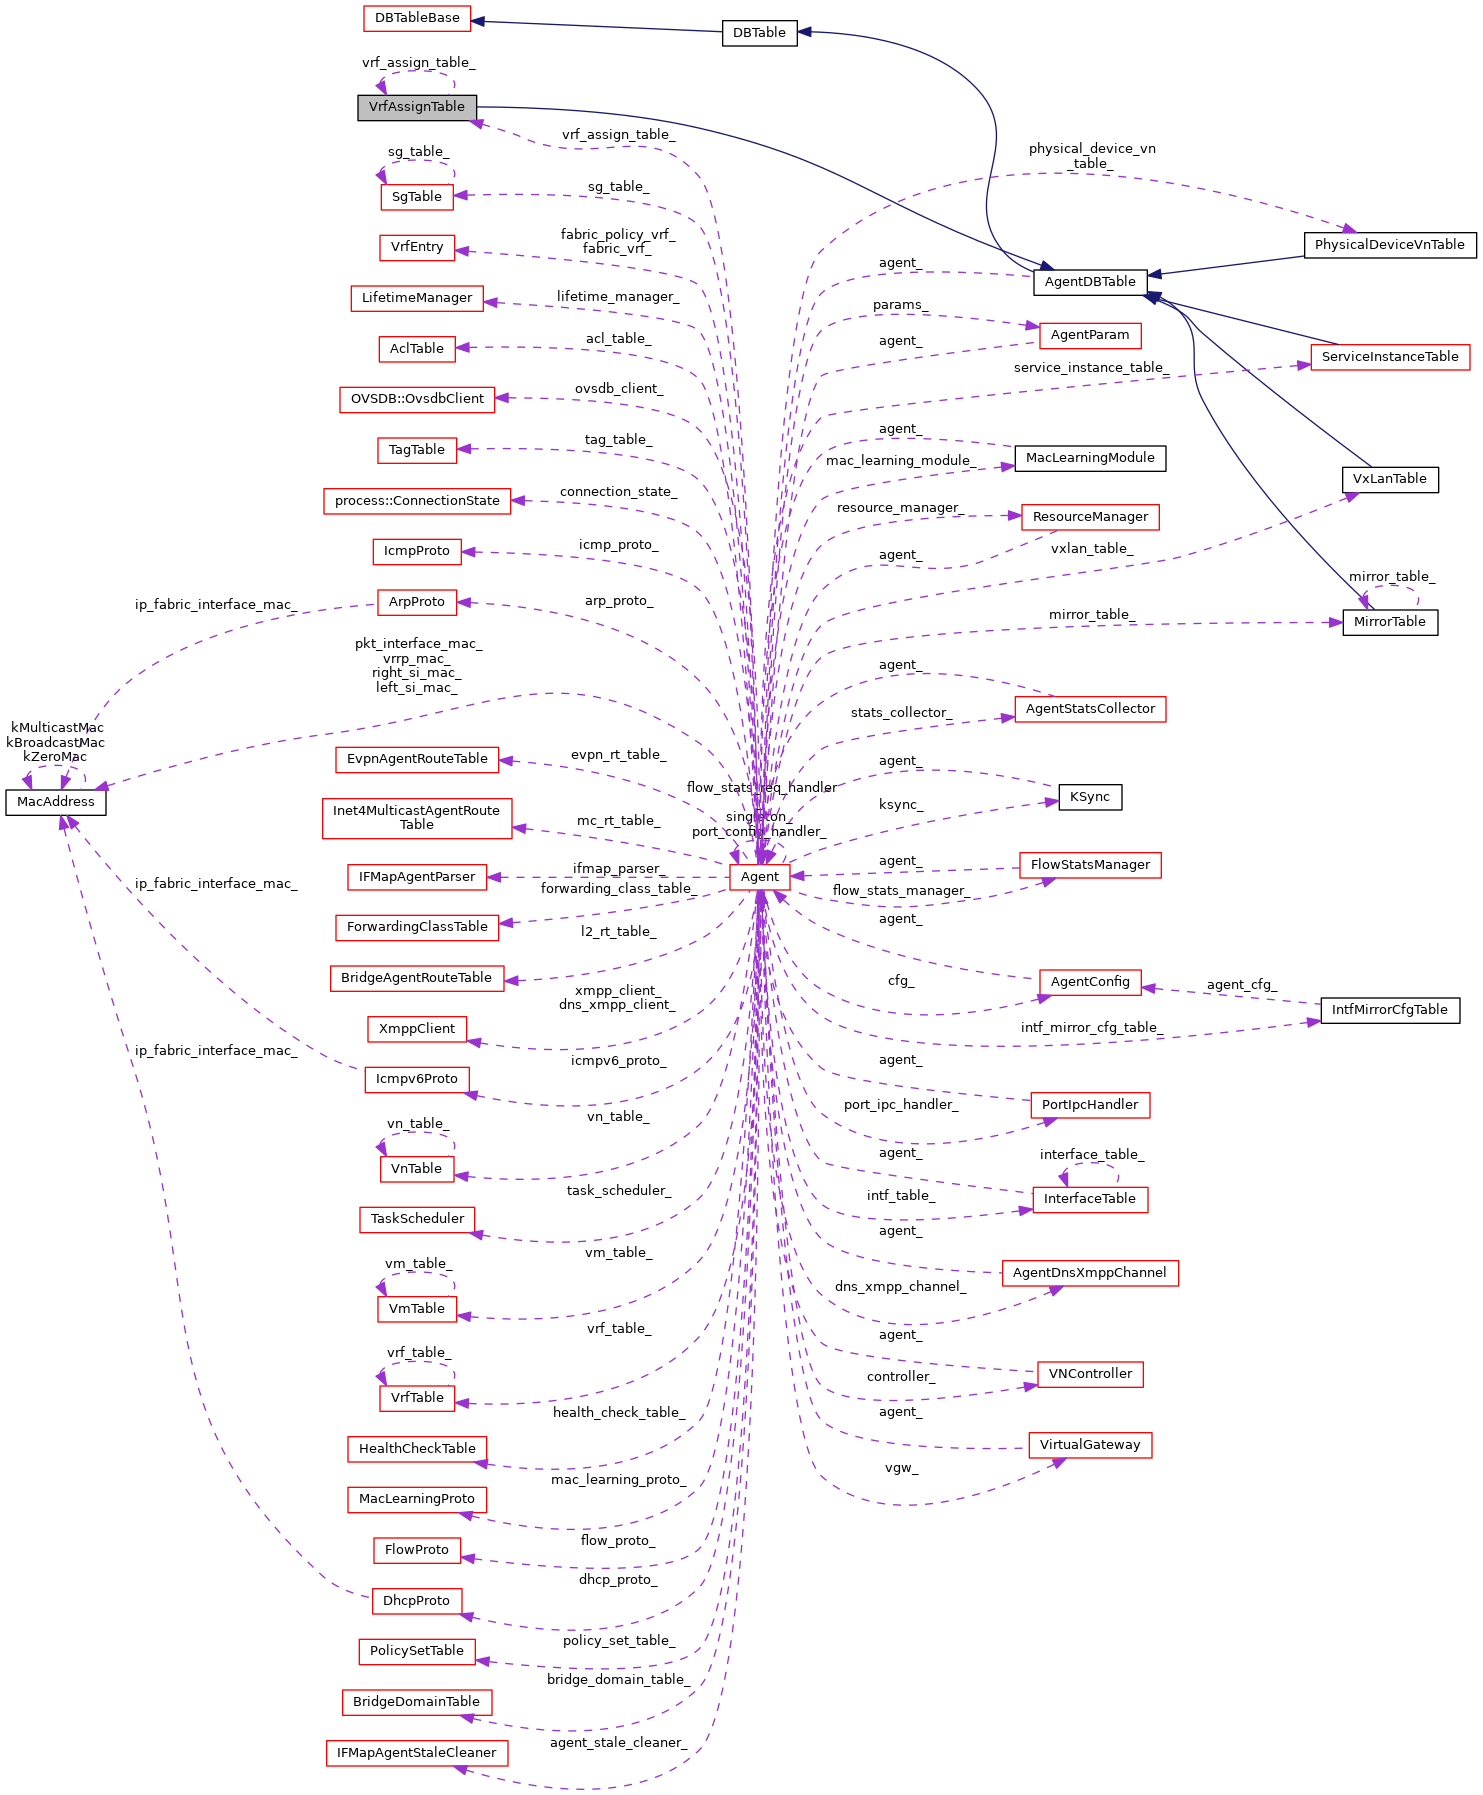 DBTableBase
DBTable
vrf_assign_table_
VrfAssignTable
vrf_assign_table_
physical_device_vn
_table_
sg_table_
SgTable
sg_table_
fabric_policy_vrf_
fabric_vrf_
VrfEntry
PhysicalDeviceVnTable
agent_
AgentDBTable
LifetimeManager
lifetime_manager_
params_
AgentParam
AclTable
acl_table_
agent_
ServiceInstanceTable
service_instance_table_
OVSDB::OvsdbClient
ovsdb_client_
agent_
TagTable
tag_table_
mac_learning_module_
MacLearningModule
VxLanTable
process::ConnectionState
connection_state_
resource_manager_
ResourceManager
IcmpProto
icmp_proto_
agent_
vxlan_table_
mirror_table_
ip_fabric_interface_mac_
ArpProto
arp_proto_
mirror_table_
MirrorTable
pkt_interface_mac_
vrrp_mac_
right_si_mac_
left_si_mac_
agent_
stats_collector_
AgentStatsCollector
kMulticastMac
kBroadcastMac
kZeroMac
MacAddress
EvpnAgentRouteTable
evpn_rt_table_
agent_
flow_stats_req_handler
_
singleton_
port_config_handler_
ksync_
KSync
Inet4MulticastAgentRoute
Table
mc_rt_table_
IFMapAgentParser
ifmap_parser_
Agent
agent_
FlowStatsManager
flow_stats_manager_
ip_fabric_interface_mac_
forwarding_class_table_
ForwardingClassTable
agent_
l2_rt_table_
BridgeAgentRouteTable
cfg_
AgentConfig
agent_cfg_
IntfMirrorCfgTable
xmpp_client_
dns_xmpp_client_
XmppClient
intf_mirror_cfg_table_
ip_fabric_interface_mac_
icmpv6_proto_
Icmpv6Proto
agent_
port_ipc_handler_
PortIpcHandler
vn_table_
vn_table_
VnTable
agent_
interface_table_
intf_table_
InterfaceTable
task_scheduler_
TaskScheduler
agent_
vm_table_
vm_table_
VmTable
AgentDnsXmppChannel
dns_xmpp_channel_
vrf_table_
vrf_table_
VrfTable
agent_
controller_
VNController
health_check_table_
HealthCheckTable
agent_
VirtualGateway
vgw_
mac_learning_proto_
MacLearningProto
flow_proto_
FlowProto
dhcp_proto_
DhcpProto
policy_set_table_
PolicySetTable
bridge_domain_table_
BridgeDomainTable
agent_stale_cleaner_
IFMapAgentStaleCleaner